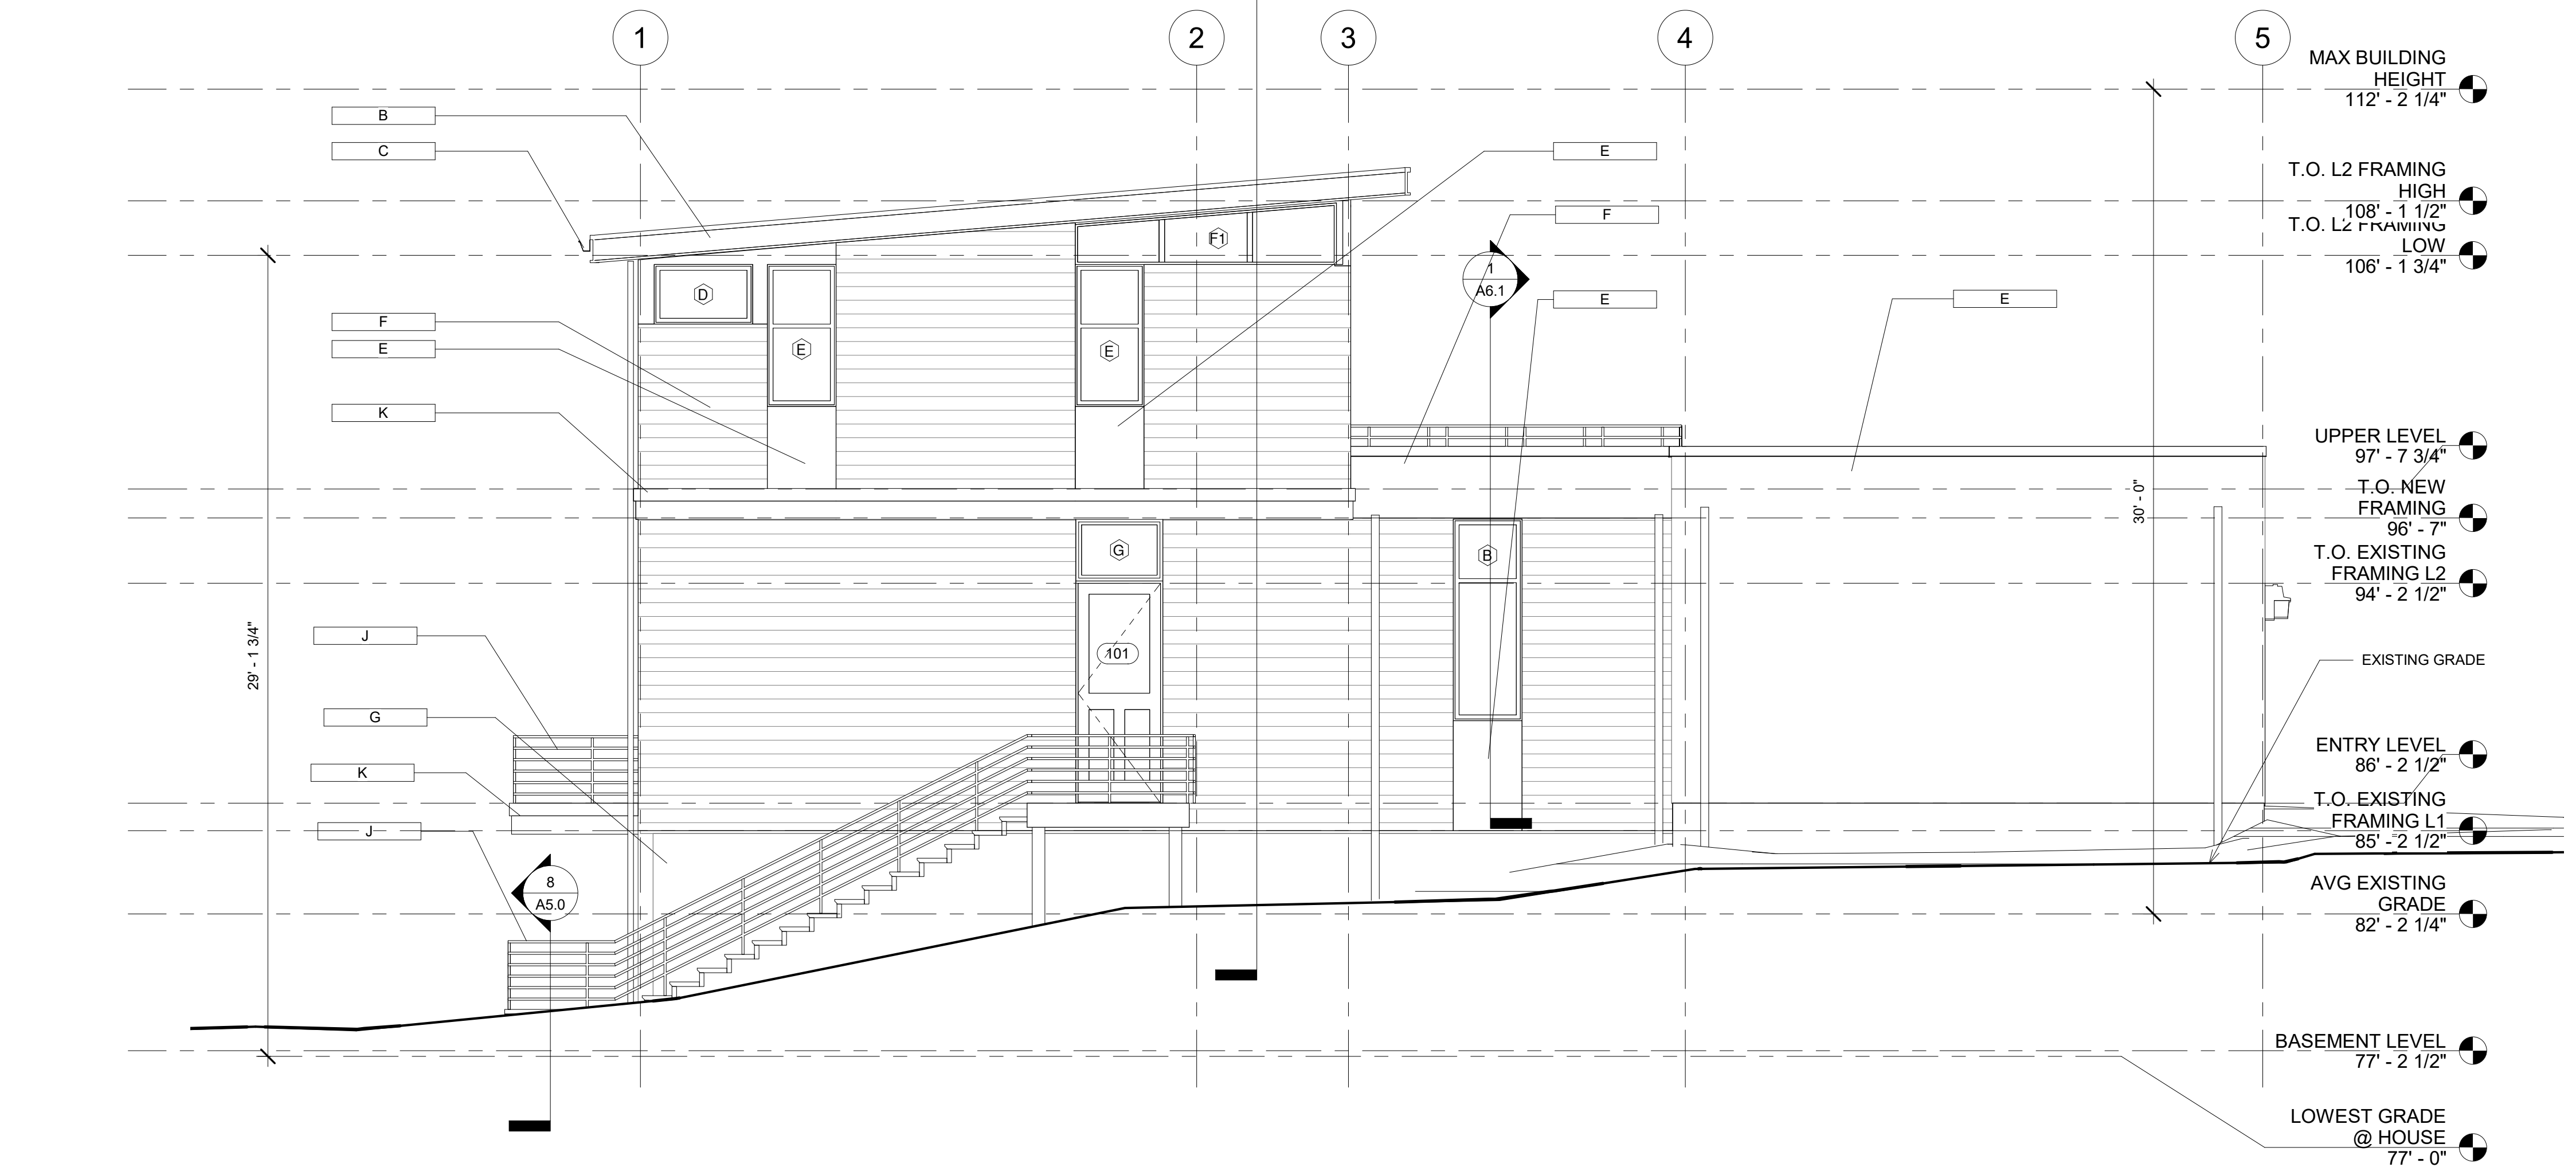 1
2
3
4
5
MAX BUILDING
HEIGHT
112' - 2 1/4"
B
C
E
T.O. L2 FRAMING
HIGH
108' - 1 1/2"
F
F1
T.O. L2 FRAMING
LOW
106' - 1 3/4"
1
A6.1
D
E
E
F
E
E
E
K
UPPER LEVEL
97' - 7 3/4"
T.O. NEW
FRAMING
96' - 7"
30' - 0"
G
B
T.O. EXISTING
FRAMING L2
94' - 2 1/2"
29' - 1 3/4"
J
101
EXISTING GRADE
G
ENTRY LEVEL
86' - 2 1/2"
K
T.O. EXISTING
FRAMING L1
85' - 2 1/2"
J
8
A5.0
AVG EXISTING
GRADE
82' - 2 1/4"
BASEMENT LEVEL
77' - 2 1/2"
LOWEST GRADE
@ HOUSE
77' - 0"